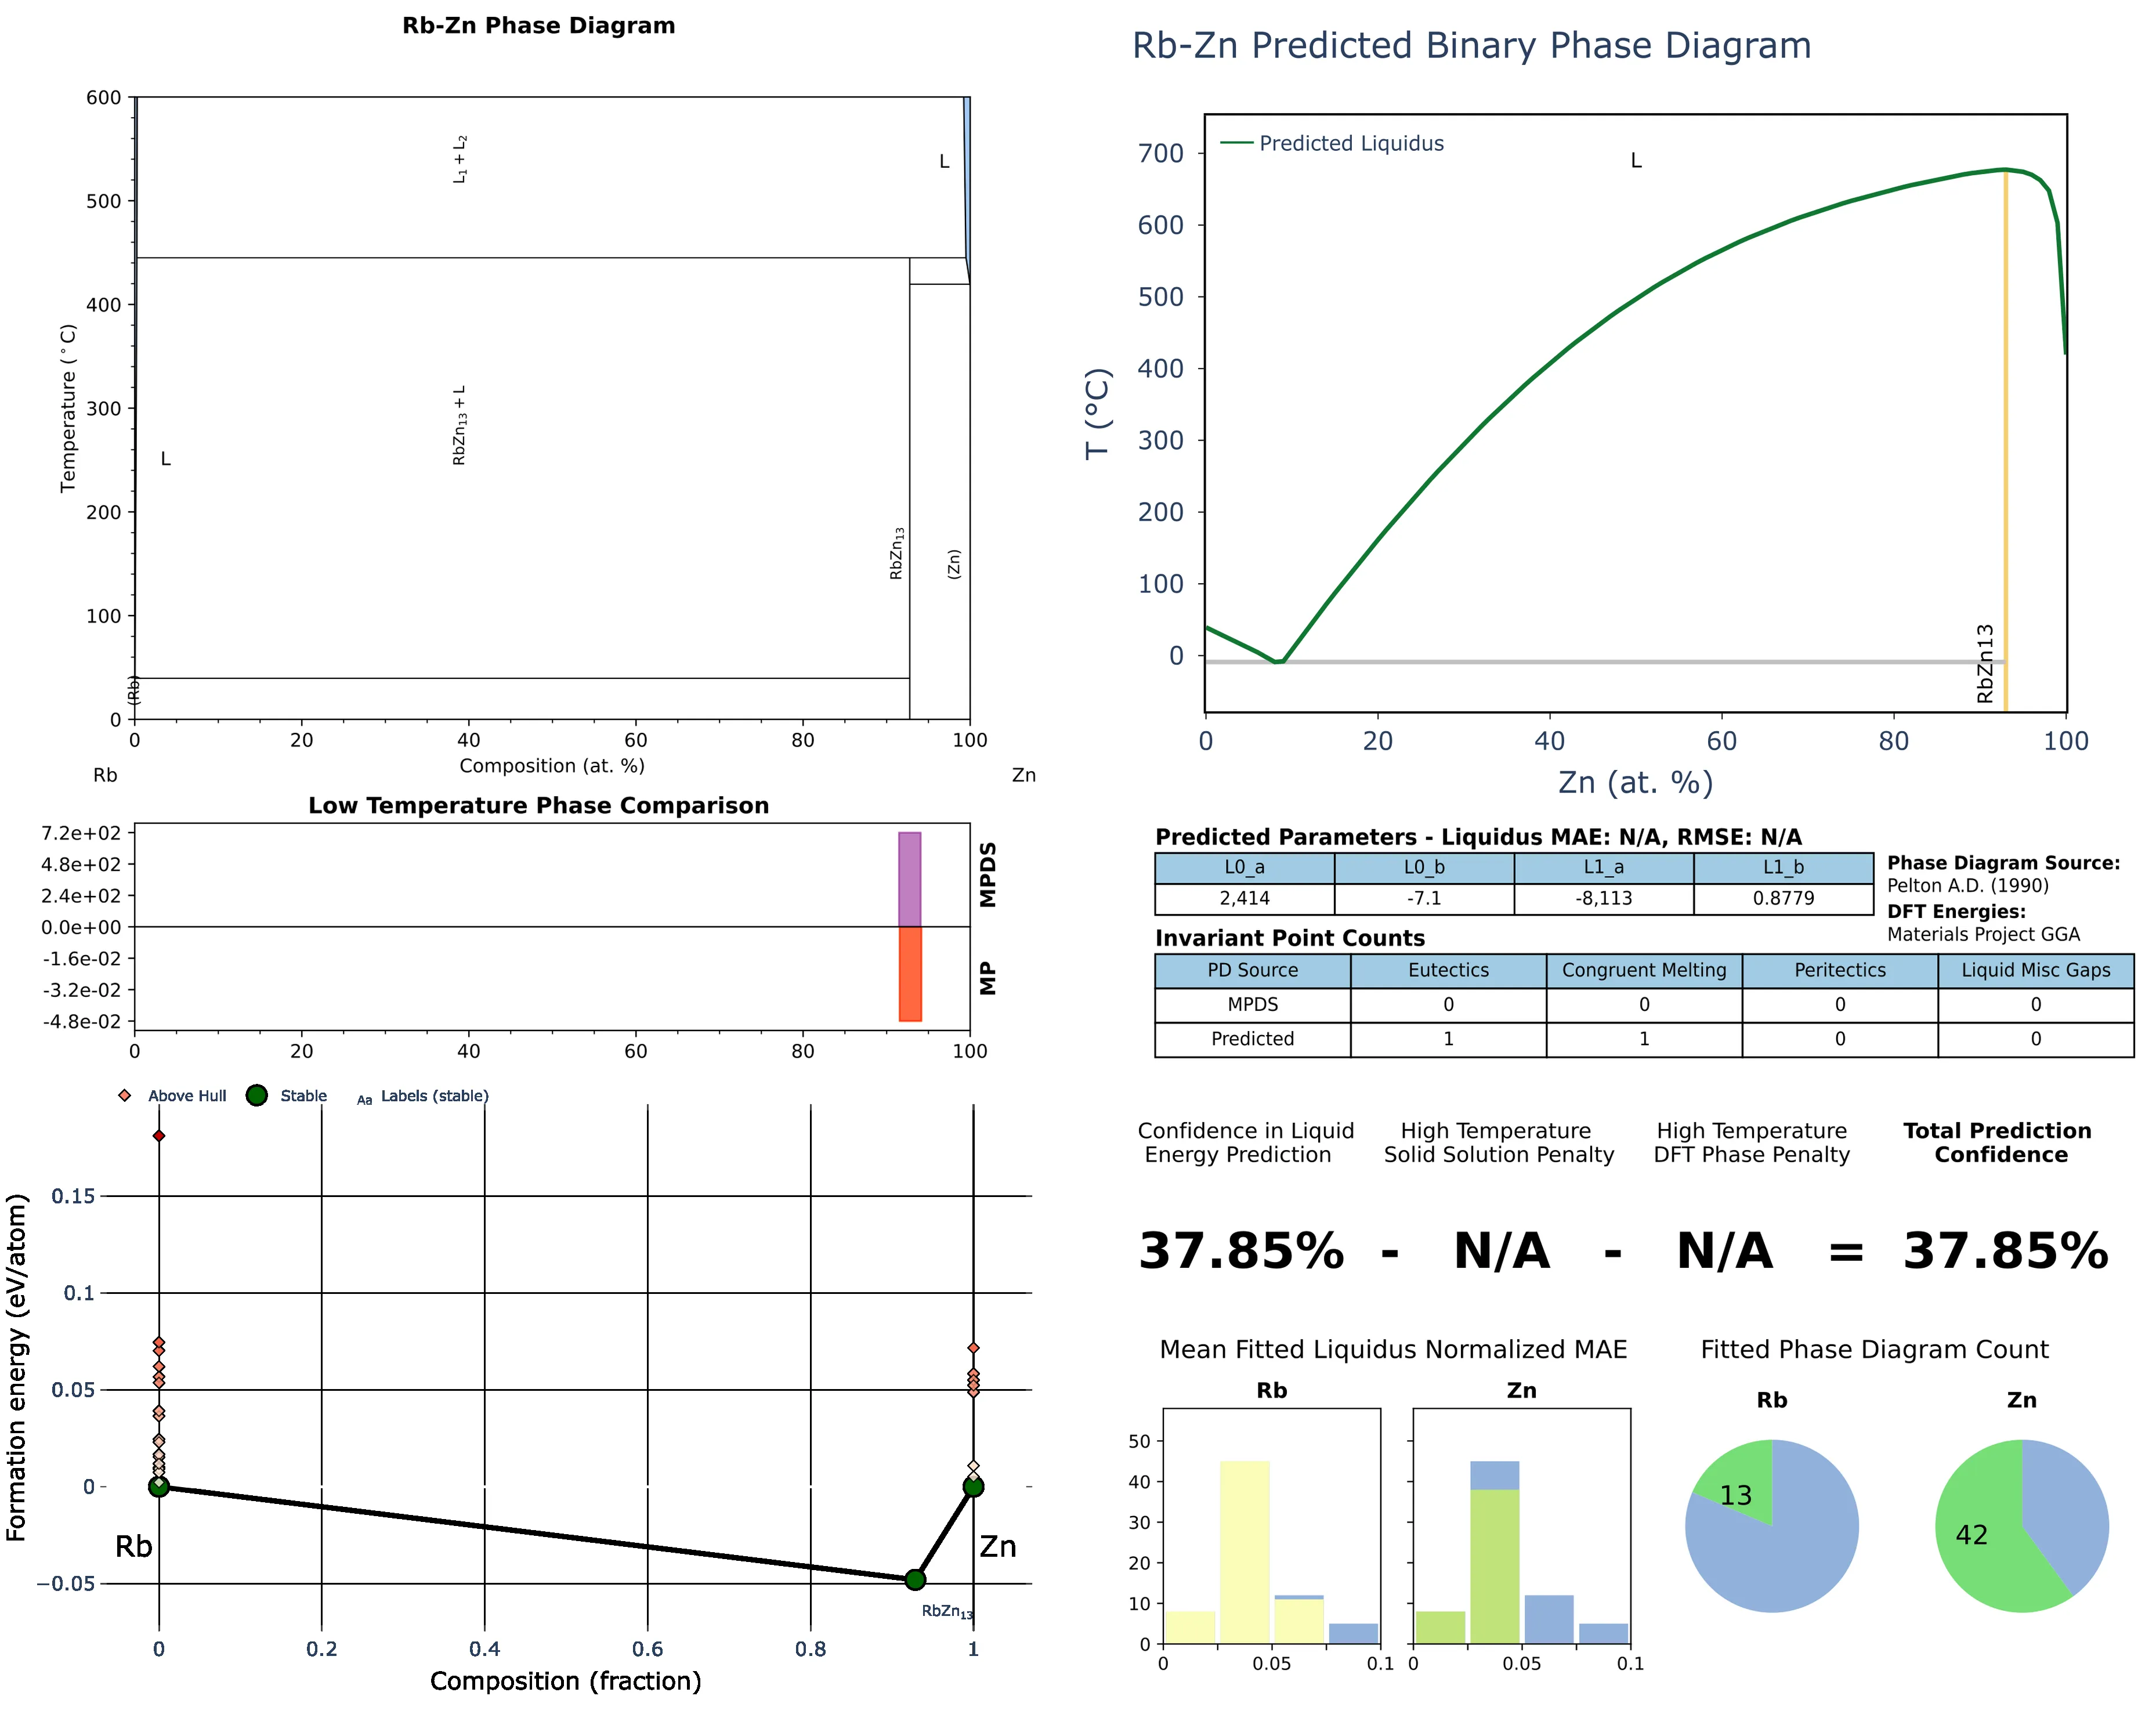 Rb-Zn Phase Diagram
600
500
400
300
200
100
0
Temperature (°C)
L₁ + L₂
L
L
RbZn₁₃ + L
RbZn₁₃
(Zn)
(Rb)
0 20 40 60 80 100
Composition (at. %)
Rb Zn
Low Temperature Phase Comparison
7.2e+02
4.8e+02
2.4e+02
0.0e+00
-1.6e-02
-3.2e-02
-4.8e-02
MPDS
MP
0 20 40 60 80 100
Above Hull Stable Aa Labels (stable)
0.15
0.1
0.05
0
−0.05
Formation energy (eV/atom)
Rb Zn
RbZn₁₃
0 0.2 0.4 0.6 0.8 1
Composition (fraction)
Rb-Zn Predicted Binary Phase Diagram
Predicted Liquidus
L
700
600
500
400
300
200
100
0
T (°C)
RbZn13
0 20 40 60 80 100
Zn (at. %)
Predicted Parameters - Liquidus MAE: N/A, RMSE: N/A
L0_a L0_b L1_a L1_b
2,414 -7.1 -8,113 0.8779
Phase Diagram Source:
Pelton A.D. (1990)
DFT Energies:
Materials Project GGA
Invariant Point Counts
PD Source Eutectics Congruent Melting Peritectics Liquid Misc Gaps
MPDS 0 0 0 0
Predicted 1 1 0 0
Confidence in Liquid
Energy Prediction
High Temperature
Solid Solution Penalty
High Temperature
DFT Phase Penalty
Total Prediction
Confidence
37.85% - N/A - N/A = 37.85%
Mean Fitted Liquidus Normalized MAE
Rb Zn
50
40
30
20
10
0
0 0.05 0.1 0 0.05 0.1
Fitted Phase Diagram Count
Rb Zn
13 42